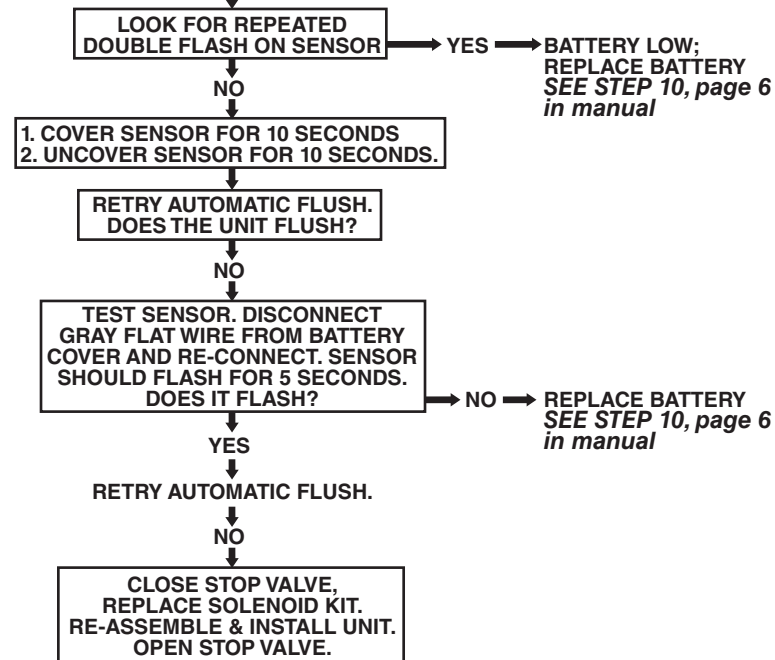 LOOK FOR REPEATED
DOUBLE FLASH ON SENSOR
YES
BATTERY LOW;
REPLACE BATTERY
SEE STEP 10, page 6
in manual
NO
1. COVER SENSOR FOR 10 SECONDS
2. UNCOVER SENSOR FOR 10 SECONDS.
RETRY AUTOMATIC FLUSH.
DOES THE UNIT FLUSH?
NO
TEST SENSOR. DISCONNECT
GRAY FLAT WIRE FROM BATTERY
COVER AND RE-CONNECT. SENSOR
SHOULD FLASH FOR 5 SECONDS.
DOES IT FLASH?
NO
REPLACE BATTERY
SEE STEP 10, page 6
in manual
YES
RETRY AUTOMATIC FLUSH.
NO
CLOSE STOP VALVE,
REPLACE SOLENOID KIT.
RE-ASSEMBLE & INSTALL UNIT.
OPEN STOP VALVE.